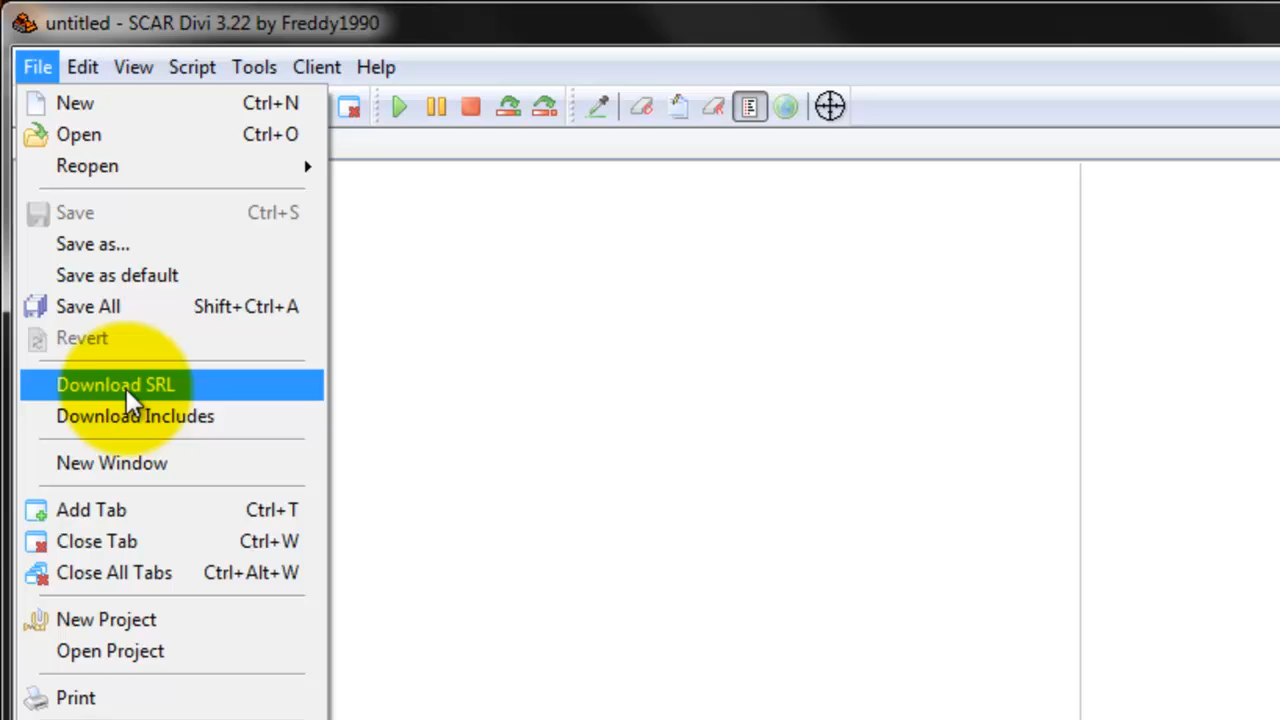 untitled - SCAR Divi 3.22 by Freddy1990
File Edit View Script Tools Client Help
New Ctrl+N
Open Ctrl+O
Reopen
Save Ctrl+S
Save as...
Save as default
Save All Shift+Ctrl+A
Revert
Download SRL
Download Includes
New Window
Add Tab Ctrl+T
Close Tab Ctrl+W
Close All Tabs Ctrl+Alt+W
New Project
Open Project
Print